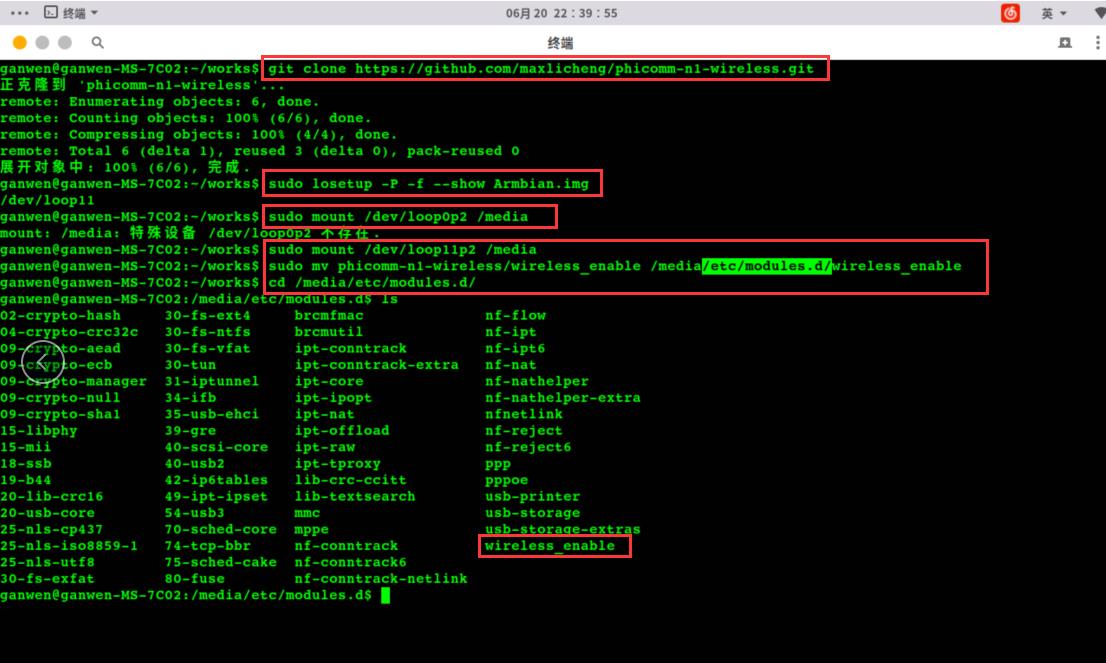 终端
06月20 22：39：55
英
终端
ganwen@ganwen-MS-7C02:~/works$ git clone https://github.com/maxlicheng/phicomm-n1-wireless.git
正克隆到 'phicomm-n1-wireless'...
remote: Enumerating objects: 6, done.
remote: Counting objects: 100% (6/6), done.
remote: Compressing objects: 100% (4/4), done.
remote: Total 6 (delta 1), reused 3 (delta 0), pack-reused 0
展开对象中: 100% (6/6), 完成.
ganwen@ganwen-MS-7C02:~/works$ sudo losetup -P -f --show Armbian.img
/dev/loop11
ganwen@ganwen-MS-7C02:~/works$ sudo mount /dev/loop0p2 /media
mount: /media: 特殊设备 /dev/loop0p2 不存在.
ganwen@ganwen-MS-7C02:~/works$ sudo mount /dev/loop11p2 /media
ganwen@ganwen-MS-7C02:~/works$ sudo mv phicomm-n1-wireless/wireless_enable /media/etc/modules.d/wireless_enable
ganwen@ganwen-MS-7C02:~/works$ cd /media/etc/modules.d/
ganwen@ganwen-MS-7C02:/media/etc/modules.d$ ls
02-crypto-hash 30-fs-ext4 brcmfmac nf-flow
04-crypto-crc32c 30-fs-ntfs brcmutil nf-ipt
09-crypto-aead 30-fs-vfat ipt-conntrack nf-ipt6
09-crypto-ecb 30-tun ipt-conntrack-extra nf-nat
09-crypto-manager 31-iptunnel ipt-core nf-nathelper
09-crypto-null 34-ifb ipt-ipopt nf-nathelper-extra
09-crypto-sha1 35-usb-ehci ipt-nat nfnetlink
15-libphy 39-gre ipt-offload nf-reject
15-mii 40-scsi-core ipt-raw nf-reject6
18-ssb 40-usb2 ipt-tproxy ppp
19-b44 42-ip6tables lib-crc-ccitt pppoe
20-lib-crc16 49-ipt-ipset lib-textsearch usb-printer
20-usb-core 54-usb3 mmc usb-storage
25-nls-cp437 70-sched-core mppe usb-storage-extras
25-nls-iso8859-1 74-tcp-bbr nf-conntrack wireless_enable
25-nls-utf8 75-sched-cake nf-conntrack6
30-fs-exfat 80-fuse nf-conntrack-netlink
ganwen@ganwen-MS-7C02:/media/etc/modules.d$